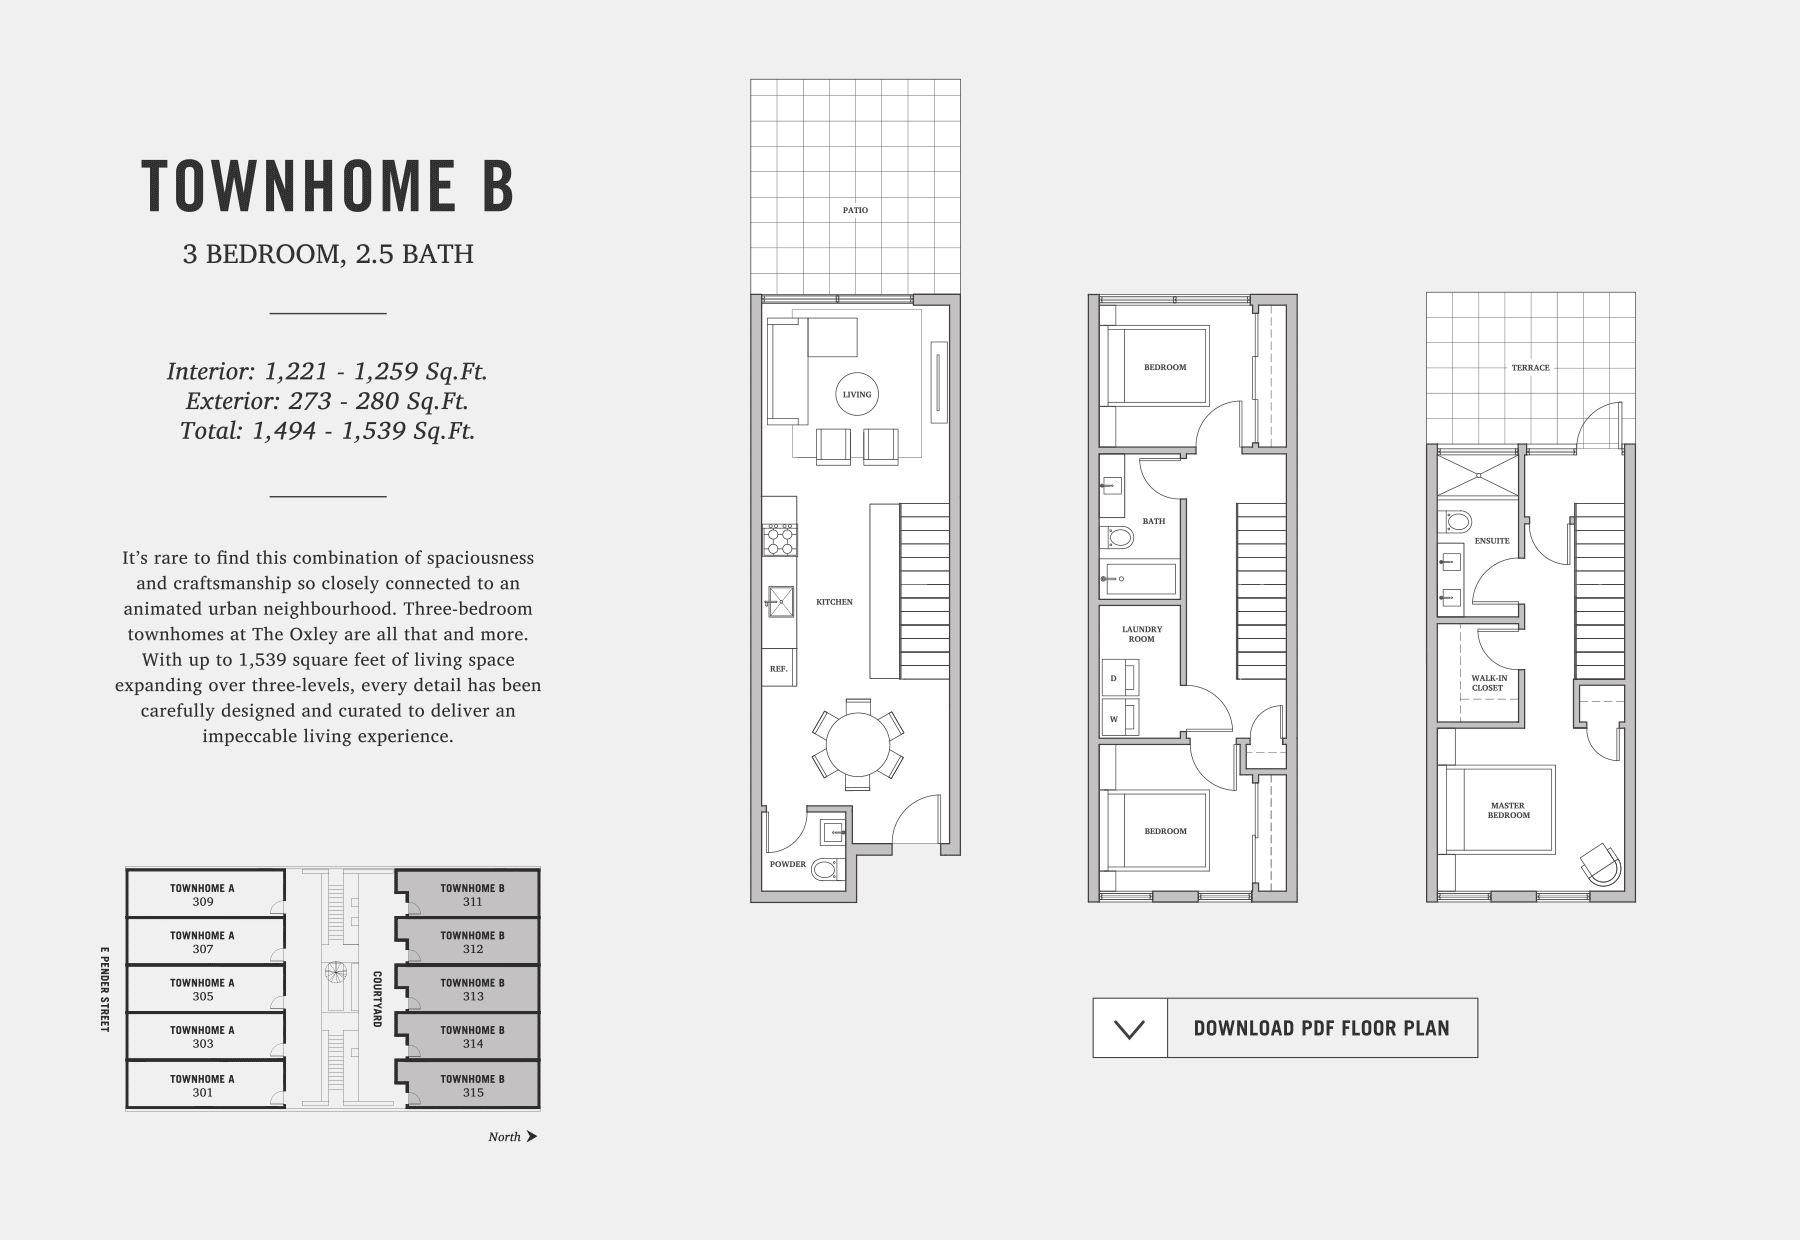 TOWNHOME B
3 BEDROOM, 2.5 BATH
Interior: 1,221 - 1,259 Sq.Ft.
Exterior: 273 - 280 Sq.Ft.
Total: 1,494 - 1,539 Sq.Ft.
It’s rare to find this combination of spaciousness
and craftsmanship so closely connected to an
animated urban neighbourhood. Three-bedroom
townhomes at The Oxley are all that and more.
With up to 1,539 square feet of living space
expanding over three-levels, every detail has been
carefully designed and curated to deliver an
impeccable living experience.
E PENDER STREET
TOWNHOME A
309
TOWNHOME A
307
TOWNHOME A
305
TOWNHOME A
303
TOWNHOME A
301
COURTYARD
TOWNHOME B
311
TOWNHOME B
312
TOWNHOME B
313
TOWNHOME B
314
TOWNHOME B
315
North
PATIO
LIVING
KITCHEN
REF.
POWDER
BEDROOM
BATH
LAUNDRY
ROOM
D
W
BEDROOM
TERRACE
ENSUITE
WALK-IN
CLOSET
MASTER
BEDROOM
DOWNLOAD PDF FLOOR PLAN